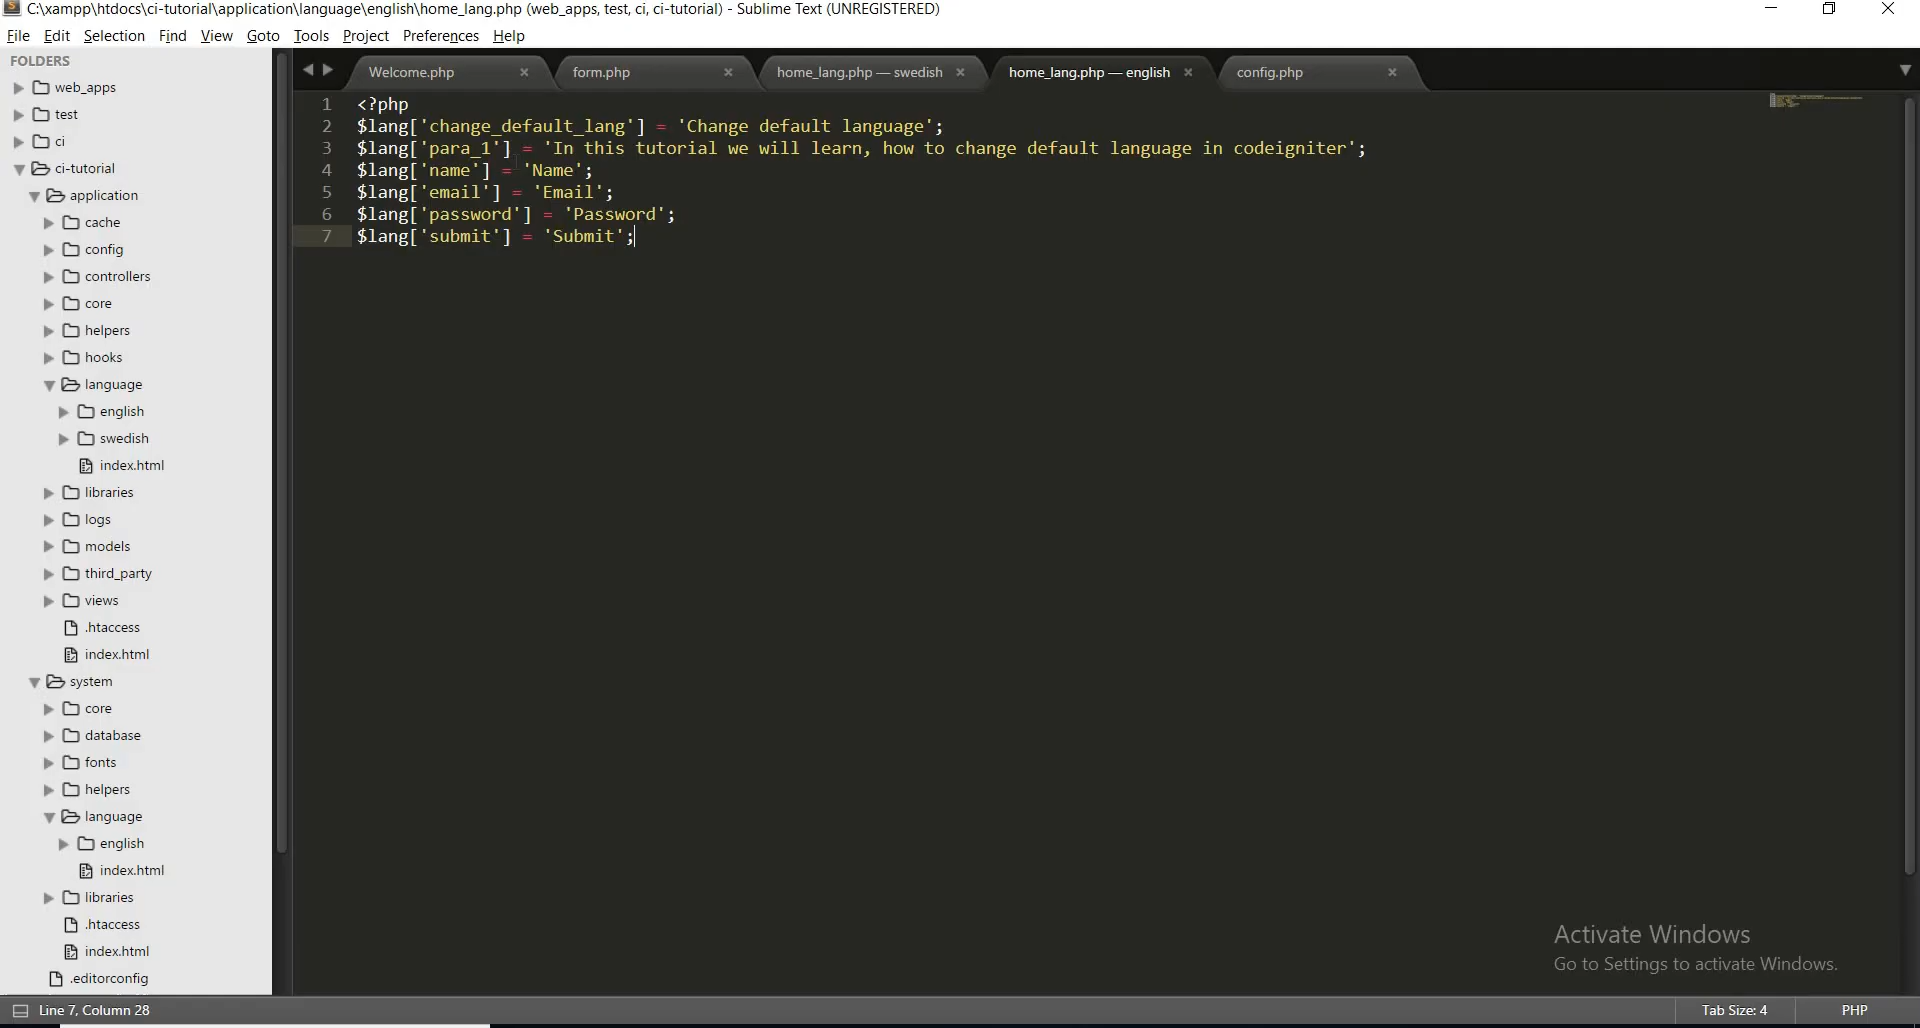 C:\xampp\htdocs\ci-tutorial\application\language\english\home_lang.php (web_apps, test, ci, ci-tutorial) - Sublime Text (UNREGISTERED)
File Edit Selection Find View Goto Tools Project Preferences Help
FOLDERS
web_apps
test
ci
ci-tutorial
application
cache
config
controllers
core
helpers
hooks
language
english
swedish
index.html
libraries
logs
models
third_party
views
.htaccess
index.html
system
core
database
fonts
helpers
language
english
index.html
libraries
.htaccess
index.html
.editorconfig
Welcome.php
form.php
home_lang.php — swedish
home_lang.php — english
config.php
1 <?php
2 $lang['change_default_lang'] = 'Change default language';
3 $lang['para_1'] = 'In this tutorial we will learn, how to change default language in codeigniter';
4 $lang['name'] = 'Name';
5 $lang['email'] = 'Email';
6 $lang['password'] = 'Password';
7 $lang['submit'] = 'Submit';
Activate Windows
Go to Settings to activate Windows.
Line 7, Column 28
Tab Size: 4
PHP